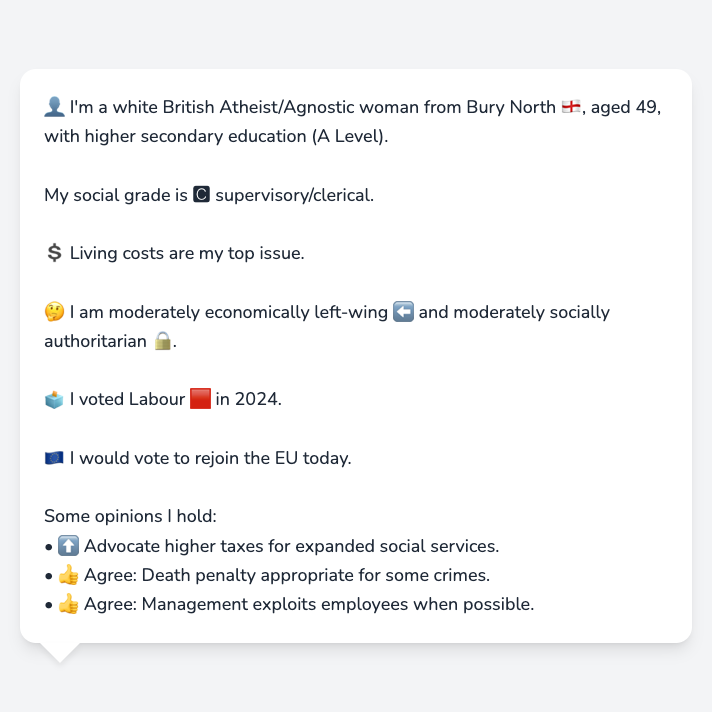 👤 I'm a white British Atheist/Agnostic woman from Bury North 🏴󠁧󠁢󠁥󠁮󠁧󠁿, aged 49,
with higher secondary education (A Level).
My social grade is 🅲 supervisory/clerical.
💲 Living costs are my top issue.
🤔 I am moderately economically left-wing ⬅️ and moderately socially
authoritarian 🔒.
🗳️ I voted Labour 🟥 in 2024.
🇪🇺 I would vote to rejoin the EU today.
Some opinions I hold:
• ⬆️ Advocate higher taxes for expanded social services.
• 👍 Agree: Death penalty appropriate for some crimes.
• 👍 Agree: Management exploits employees when possible.